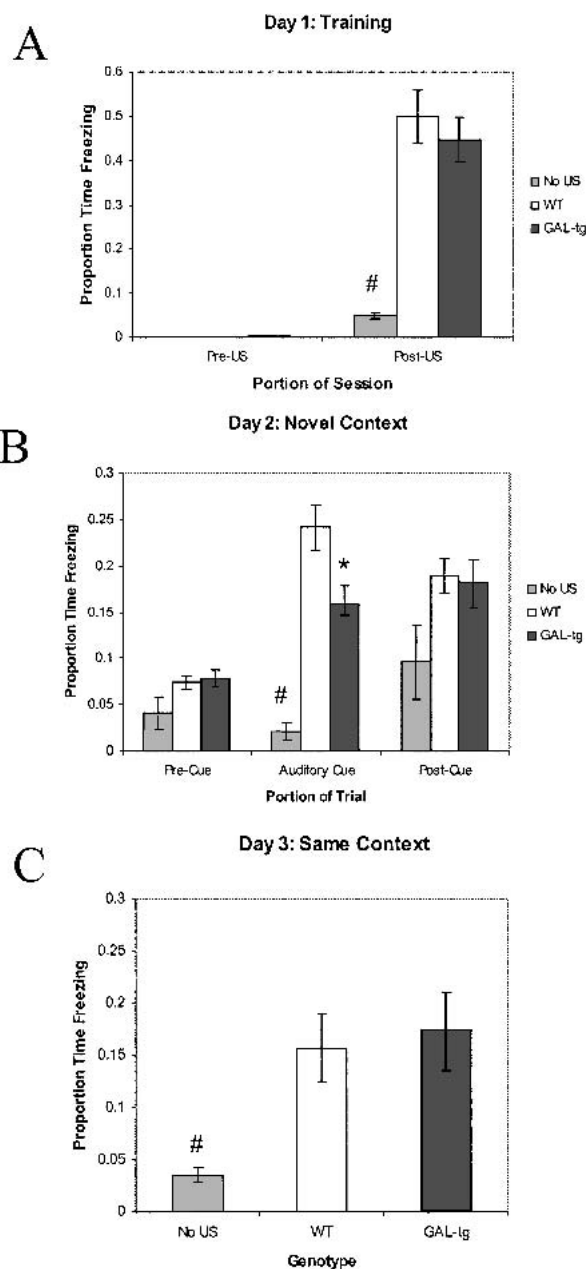 A
Day 1: Training
Proportion Time Freezing
0.6
0.5
0.4
0.3
0.2
0.1
0
#
Pre-US
Post-US
Portion of Session
No US
WT
GAL-tg
B
Day 2: Novel Context
Proportion Time Freezing
0.3
0.25
0.2
0.15
0.1
0.05
0
#
*
Pre-Cue
Auditory Cue
Post-Cue
Portion of Trial
No US
WT
GAL-tg
C
Day 3: Same Context
Proportion Time Freezing
0.3
0.25
0.2
0.15
0.1
0.05
0
#
No US
WT
GAL-tg
Genotype